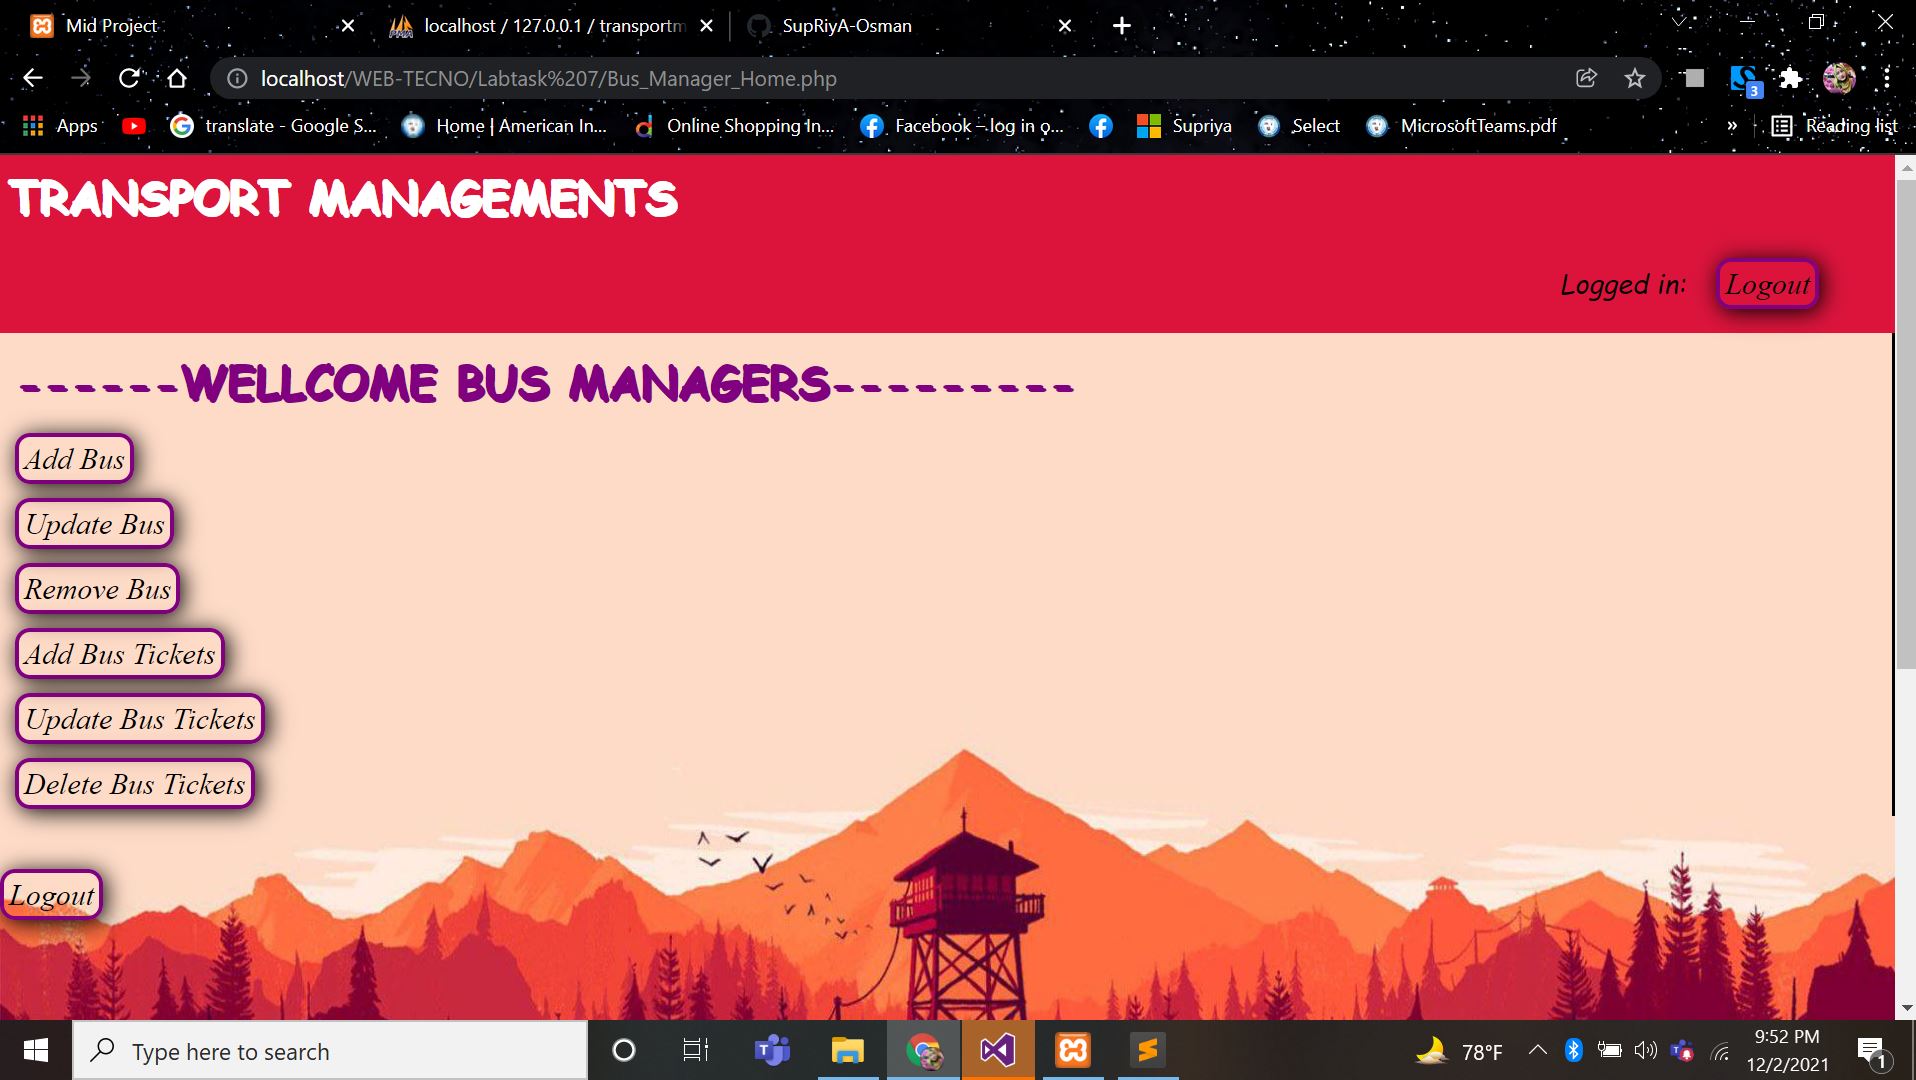 Mid Project
localhost / 127.0.0.1 / transportm
SupRiyA-Osman
localhost/WEB-TECNO/Labtask%207/Bus_Manager_Home.php
3
Apps
translate - Google S...
Home | American In...
Online Shopping In...
Facebook – log in o...
Supriya
Select
MicrosoftTeams.pdf
»
Reading list
TRANSPORT MANAGEMENTS
Logged in:
Logout
------WELLCOME BUS MANAGERS---------
Add Bus
Update Bus
Remove Bus
Add Bus Tickets
Update Bus Tickets
Delete Bus Tickets
Logout
Type here to search
78°F
9:52 PM
12/2/2021
1